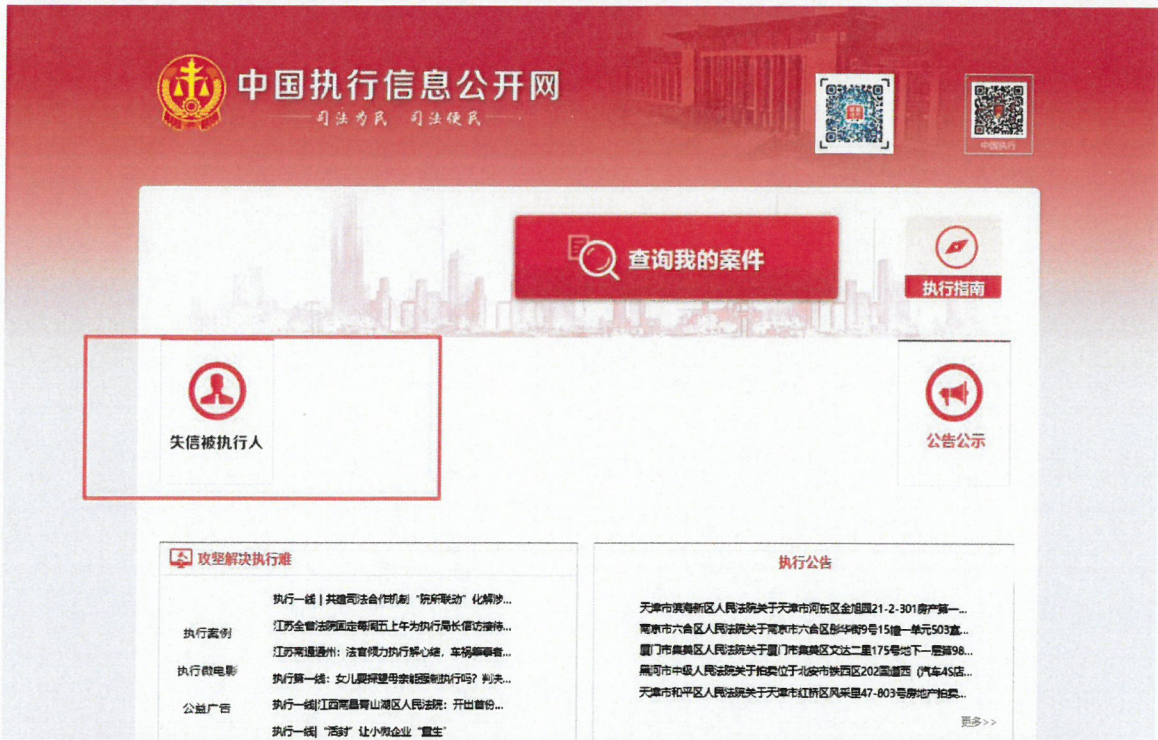 中国执行信息公开网
司法为民 司法便民
中国执行
查询我的案件
执行指南
失信被执行人
公告公示
攻坚解决执行难
执行案例
执行微电影
公益广告
执行一线 | 共建司法合作机制“院所联动”化解涉...
江苏全省法院固定每周五上午为执行局长信访接待...
江苏南通通州：法官倾力执行解心结，车祸肇事者...
执行第一线：女儿要探望母亲能强制执行吗？判决...
执行一线|江西南昌青山湖区人民法院：开出首份...
执行一线| “活封”让小微企业“重生”
执行公告
天津市滨海新区人民法院关于天津市河东区金旭园21-2-301房产第一...
南京市六合区人民法院关于南京市六合区彤华街9号15幢一单元503室...
厦门市集美区人民法院关于厦门市集美区文达二里175号地下一层第98...
黑河市中级人民法院关于拍卖位于北安市铁西区202国道西（汽车4S店...
天津市和平区人民法院关于天津市红桥区风采里47-803号房地产拍卖...
更多>>